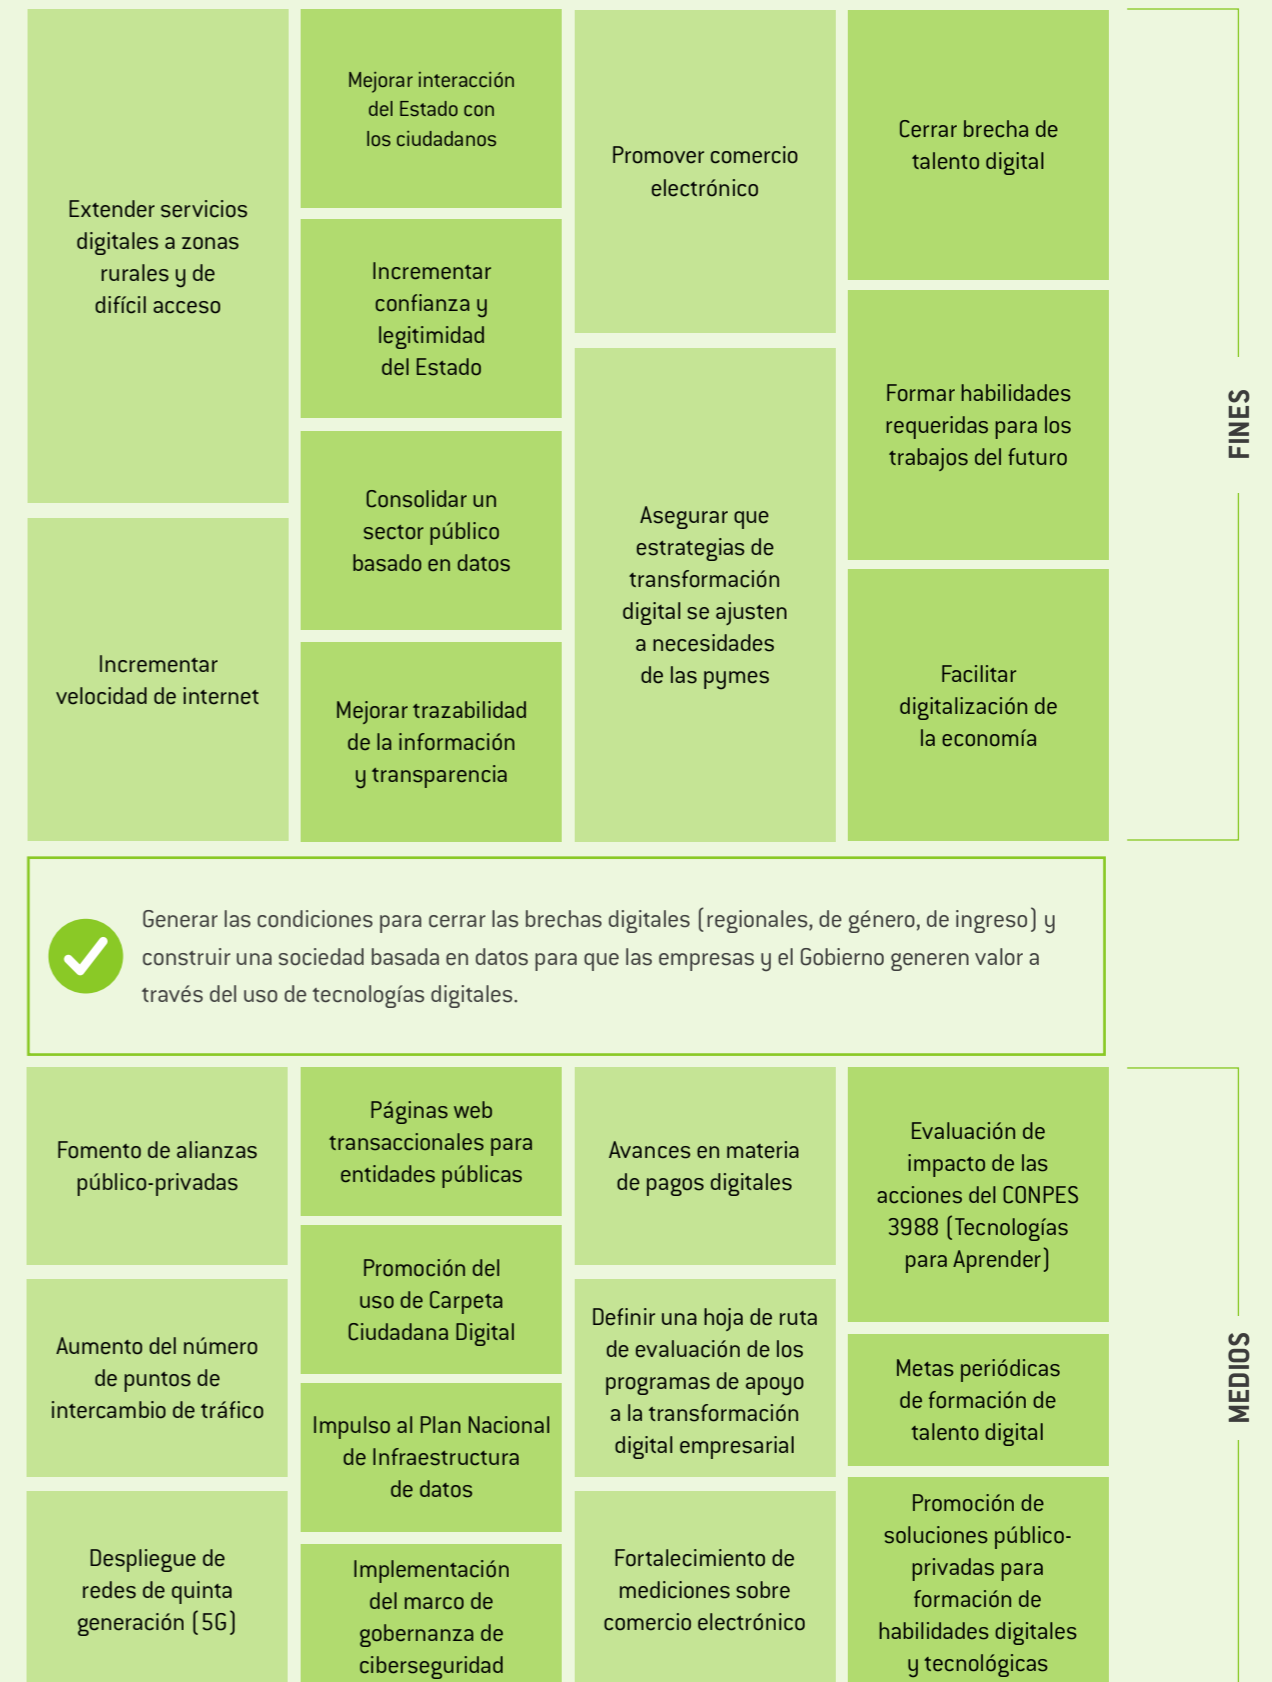 Extender servicios
digitales a zonas
rurales y de
difícil acceso
Incrementar
velocidad de internet
Mejorar interacción
del Estado con
los ciudadanos
Incrementar
confianza y
legitimidad
del Estado
Consolidar un
sector público
basado en datos
Mejorar trazabilidad
de la información
y transparencia
Promover comercio
electrónico
Asegurar que
estrategias de
transformación
digital se ajusten
a necesidades
de las pymes
Cerrar brecha de
talento digital
Formar habilidades
requeridas para los
trabajos del futuro
Facilitar
digitalización de
la economía
FINES
Generar las condiciones para cerrar las brechas digitales (regionales, de género, de ingreso) y
construir una sociedad basada en datos para que las empresas y el Gobierno generen valor a
través del uso de tecnologías digitales.
Fomento de alianzas
público-privadas
Aumento del número
de puntos de
intercambio de tráfico
Despliegue de
redes de quinta
generación (5G)
Páginas web
transaccionales para
entidades públicas
Promoción del
uso de Carpeta
Ciudadana Digital
Impulso al Plan Nacional
de Infraestructura
de datos
Implementación
del marco de
gobernanza de
ciberseguridad
Avances en materia
de pagos digitales
Definir una hoja de ruta
de evaluación de los
programas de apoyo
a la transformación
digital empresarial
Fortalecimiento de
mediciones sobre
comercio electrónico
Evaluación de
impacto de las
acciones del CONPES
3988 (Tecnologías
para Aprender)
Metas periódicas
de formación de
talento digital
Promoción de
soluciones público-
privadas para
formación de
habilidades digitales
y tecnológicas
MEDIOS